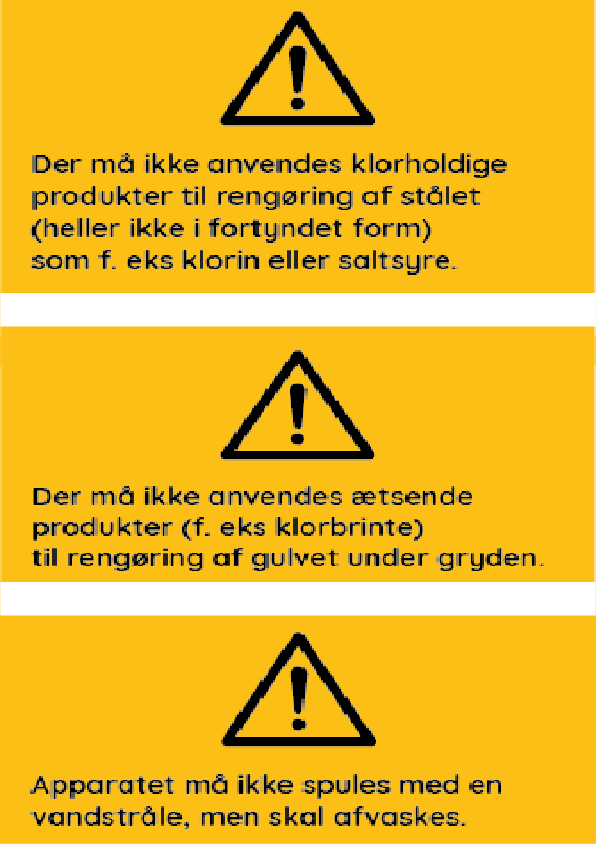 Der må ikke anvendes klorholdige
produkter til rengøring af stålet
(heller ikke i fortyndet form)
som f. eks klorin eller saltsyre.
Der må ikke anvendes ætsende
produkter (f. eks klorbrinte)
til rengøring af gulvet under gryden.
Apparatet må ikke spules med en
vandstråle, men skal afvaskes.